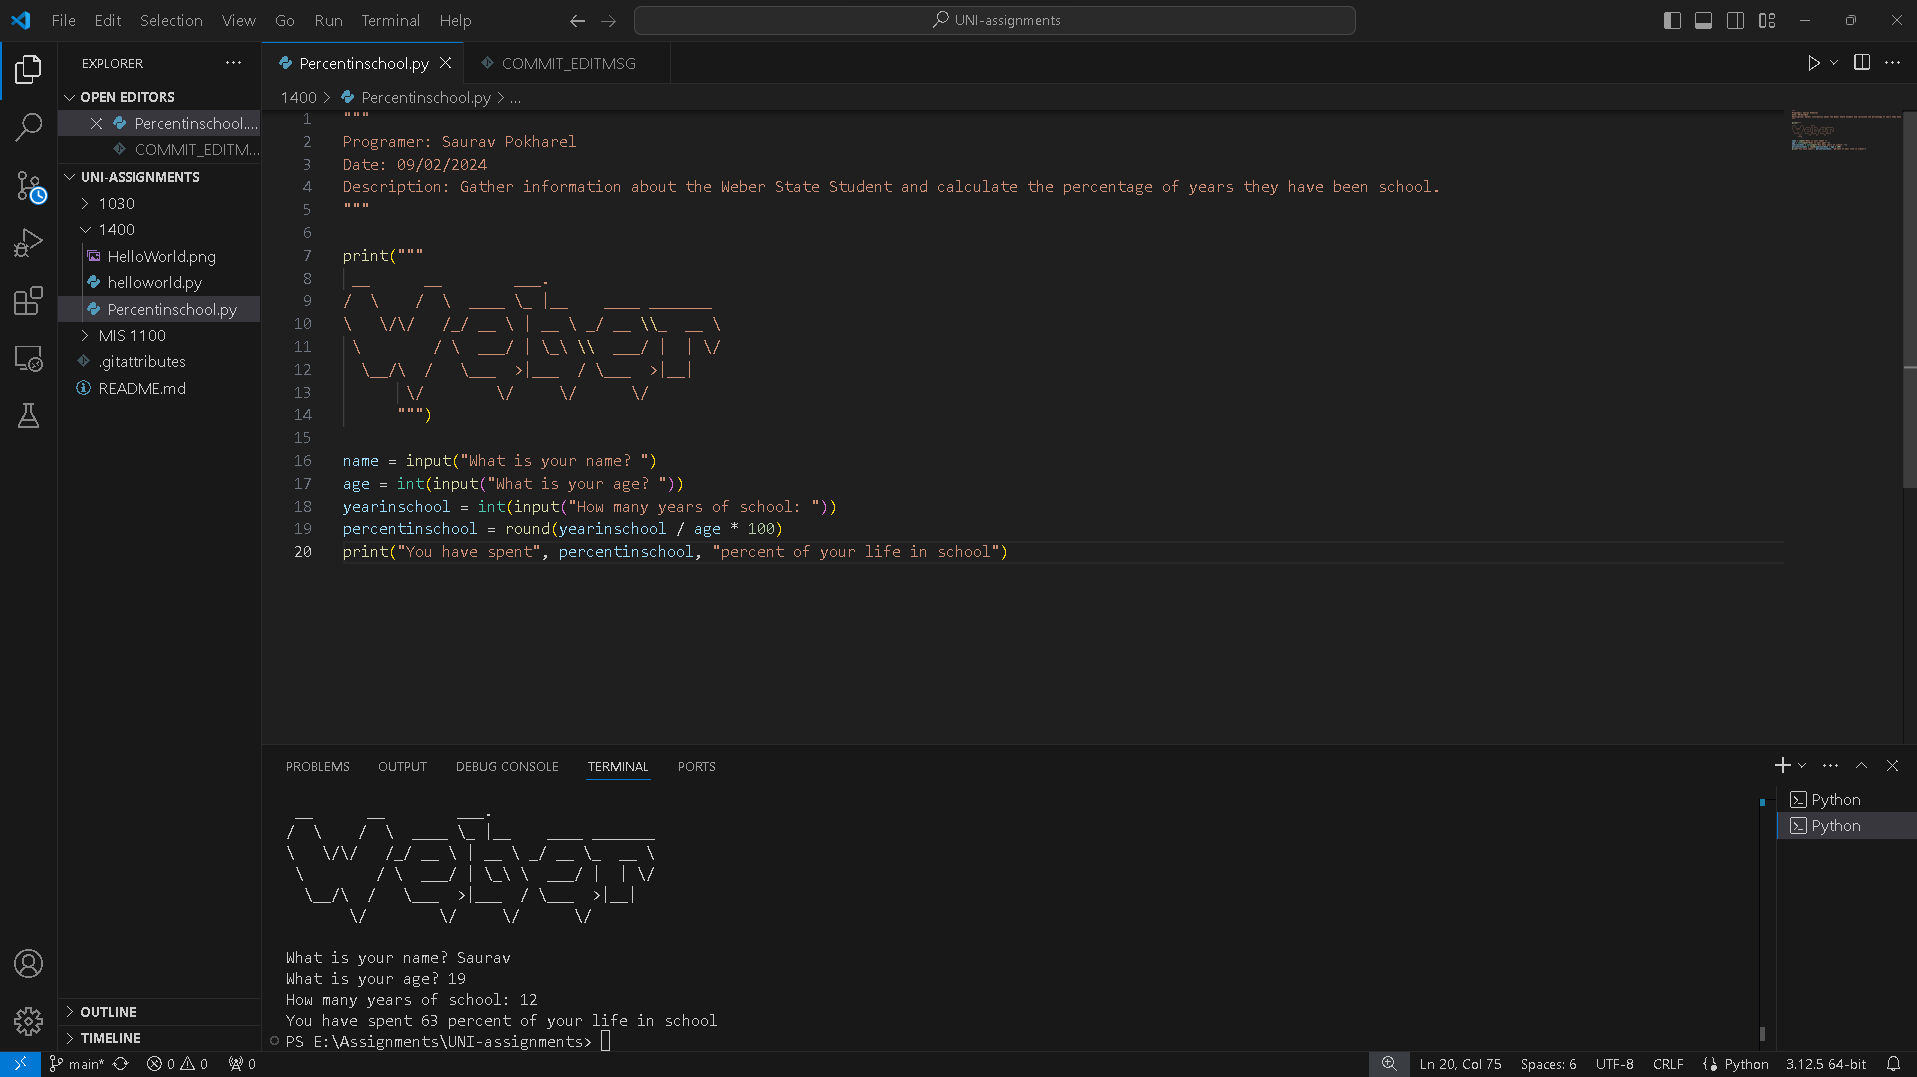 File Edit Selection View Go Run Terminal Help
UNI-assignments
EXPLORER
OPEN EDITORS
Percentinschool....
COMMIT_EDITM...
UNI-ASSIGNMENTS
1030
1400
HelloWorld.png
helloworld.py
Percentinschool.py
MIS 1100
.gitattributes
README.md
OUTLINE
TIMELINE
Percentinschool.py
COMMIT_EDITMSG
1400 > Percentinschool.py > ...
1 """
2 Programer: Saurav Pokharel
3 Date: 09/02/2024
4 Description: Gather information about the Weber State Student and calculate the percentage of years they have been school.
5 """
6
7 print("""
8  __      __        ___.
9 /  \    /  \  ____ \_ |__    ____ _______
10 \   \/\/   /_/ __ \ | __ \ _/ __ \\_  __ \
11  \        / \  ___/ | \_\ \\  ___/ |  | \/
12   \__/\  /   \___  >|___  / \___  >|__|
13        \/        \/     \/      \/
14       """)
15
16 name = input("What is your name? ")
17 age = int(input("What is your age? "))
18 yearinschool = int(input("How many years of school: "))
19 percentinschool = round(yearinschool / age * 100)
20 print("You have spent", percentinschool, "percent of your life in school")
PROBLEMS OUTPUT DEBUG CONSOLE TERMINAL PORTS
Python
Python
 __      __        ___.
/  \    /  \  ____ \_ |__    ____ _______
\   \/\/   /_/ __ \ | __ \ _/ __ \_  __ \
 \        / \  ___/ | \_\ \  ___/ |  | \/
  \__/\  /   \___  >|___  / \___  >|__|
       \/        \/     \/      \/
What is your name? Saurav
What is your age? 19
How many years of school: 12
You have spent 63 percent of your life in school
PS E:\Assignments\UNI-assignments>
main* 0 0 0
Ln 20, Col 75 Spaces: 6 UTF-8 CRLF Python 3.12.5 64-bit